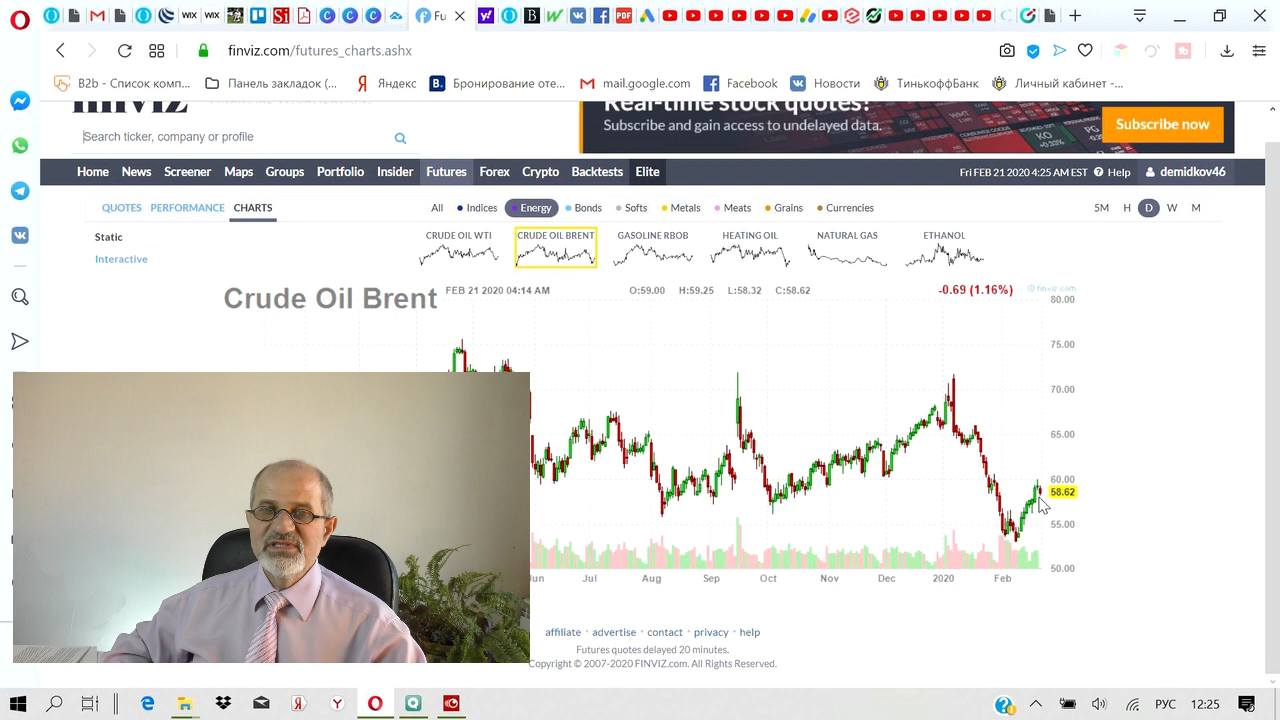 Fu
finviz.com/futures_charts.ashx
B2b - Список комп...
Панель закладок (...
Яндекс
Бронирование оте...
mail.google.com
Facebook
Новости
ТинькоффБанк
Личный кабинет -...
finviz
Real-time stock quotes?
Subscribe and gain access to undelayed data.
Subscribe now
Search ticker, company or profile
Home News Screener Maps Groups Portfolio Insider Futures Forex Crypto Backtests Elite
Fri FEB 21 2020 4:25 AM EST Help demidkov46
QUOTES PERFORMANCE CHARTS
All Indices Energy Bonds Softs Metals Meats Grains Currencies
5M H D W M
Static
Interactive
CRUDE OIL WTI CRUDE OIL BRENT GASOLINE RBOB HEATING OIL NATURAL GAS ETHANOL
Crude Oil Brent
FEB 21 2020 04:14 AM O:59.00 H:59.25 L:58.32 C:58.62
-0.69 (1.16%)
© finviz.com
80.00
75.00
70.00
65.00
60.00
58.62
55.00
50.00
Jun Jul Aug Sep Oct Nov Dec 2020 Feb
affiliate · advertise · contact · privacy · help
Futures quotes delayed 20 minutes.
Copyright © 2007-2020 FINVIZ.com. All Rights Reserved.
РУС 12:25